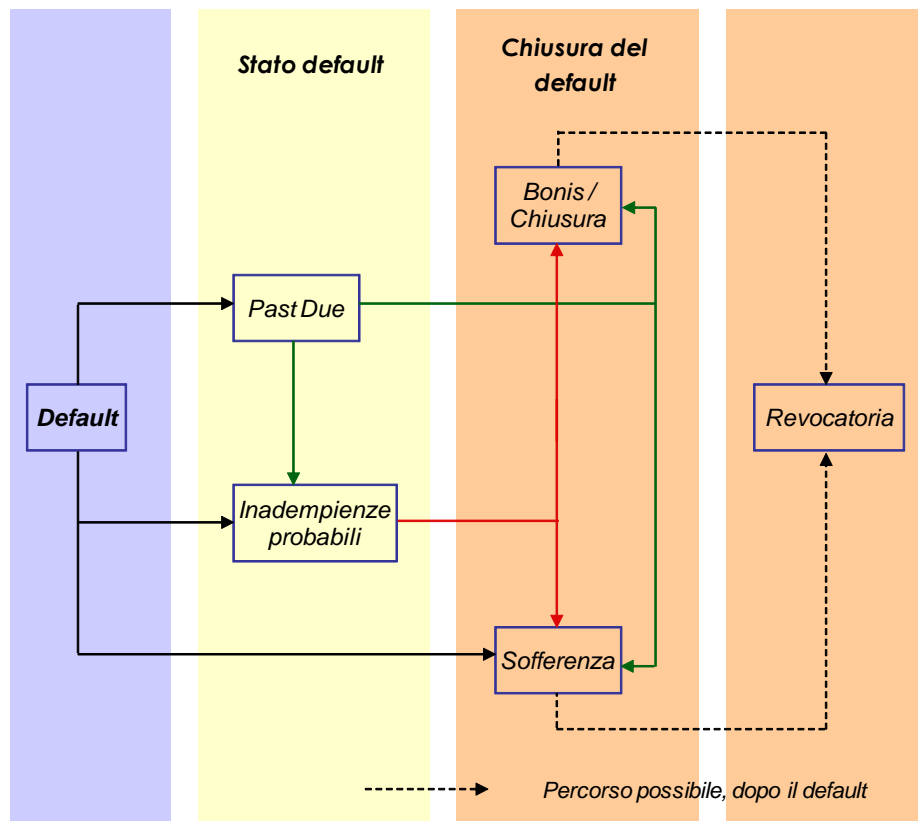 Stato default
Chiusura del
default
Bonis /
Chiusura
Past Due
Default
Revocatoria
Inadempienze
probabili
Sofferenza
Percorso possibile, dopo il default